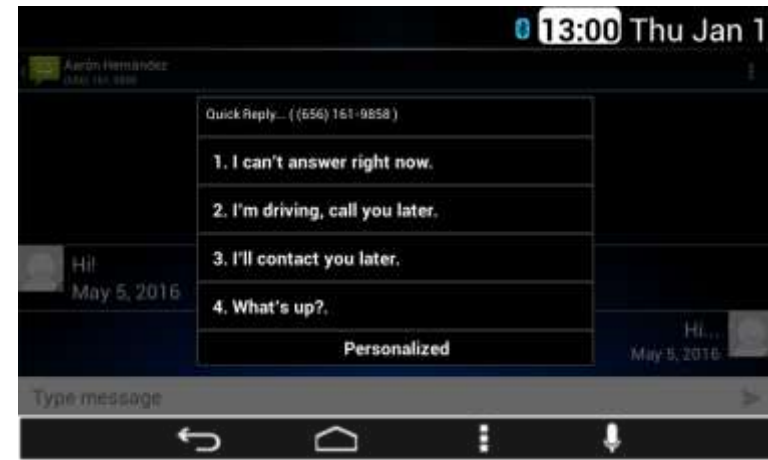 13:00 Thu Jan 1
Aarón Hernández
Quick Reply... ( (656) 161-9858 )
1. I can't answer right now.
2. I'm driving, call you later.
3. I'll contact you later.
4. What's up?.
Personalized
Hi!
May 5, 2016
Hi...
May 5, 2016
Type message